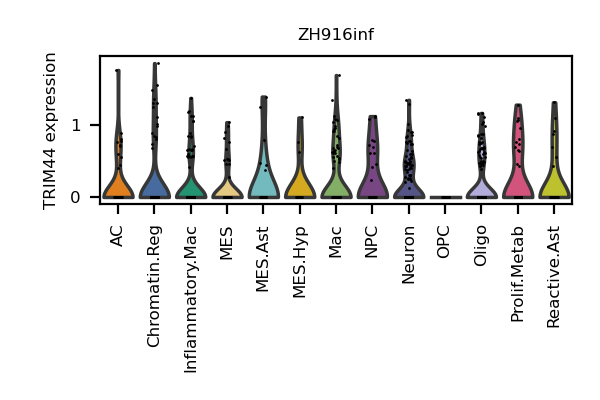 ZH916inf
TRIM44 expression
1
0
AC
Chromatin.Reg
Inflammatory.Mac
MES
MES.Ast
MES.Hyp
Mac
NPC
Neuron
OPC
Oligo
Prolif.Metab
Reactive.Ast